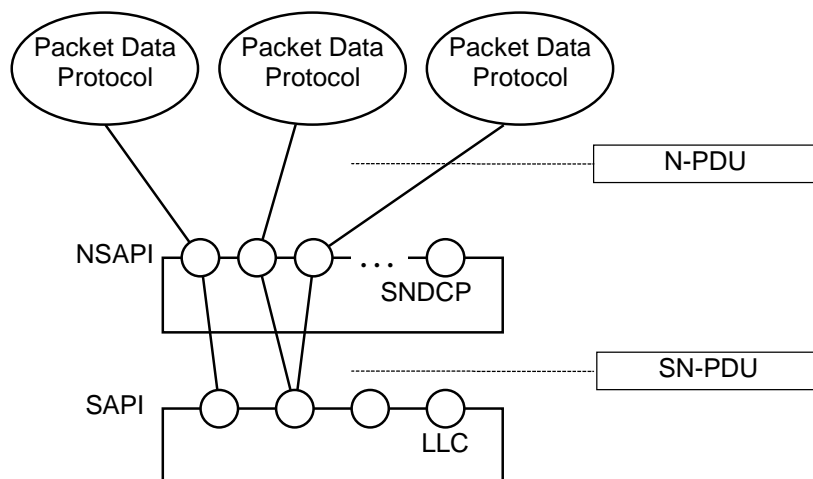 Packet Data
Protocol
Packet Data
Protocol
Packet Data
Protocol
N-PDU
NSAPI
. . .
SNDCP
SN-PDU
SAPI
LLC